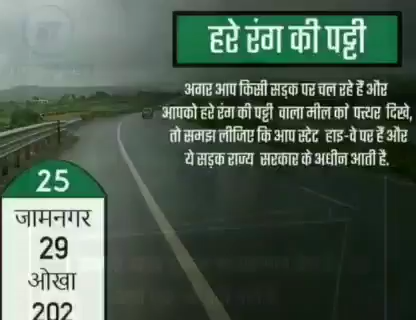 हरे रंग की पट्टी
अगर आप किसी सड़क पर चल रहे हैं और
आपको हरे रंग की पट्टी वाला मील का पत्थर दिखे,
तो समझ लीजिए कि आप स्टेट हाइ-वे पर हैं और
ये सड़क राज्य सरकार के अधीन आती है.
25
जामनगर
29
ओखा
202